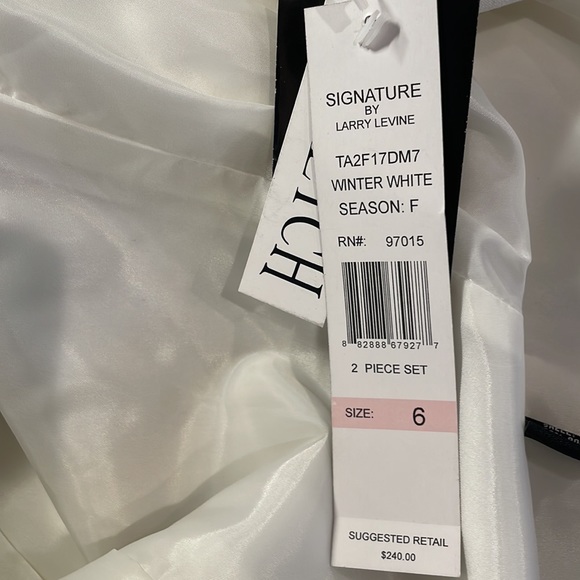 SIGNATURE
BY
LARRY LEVINE
TA2F17DM7
WINTER WHITE
SEASON: F
RN#: 97015
8 82888 67927 7
2 PIECE SET
SIZE: 6
SUGGESTED RETAIL
$240.00